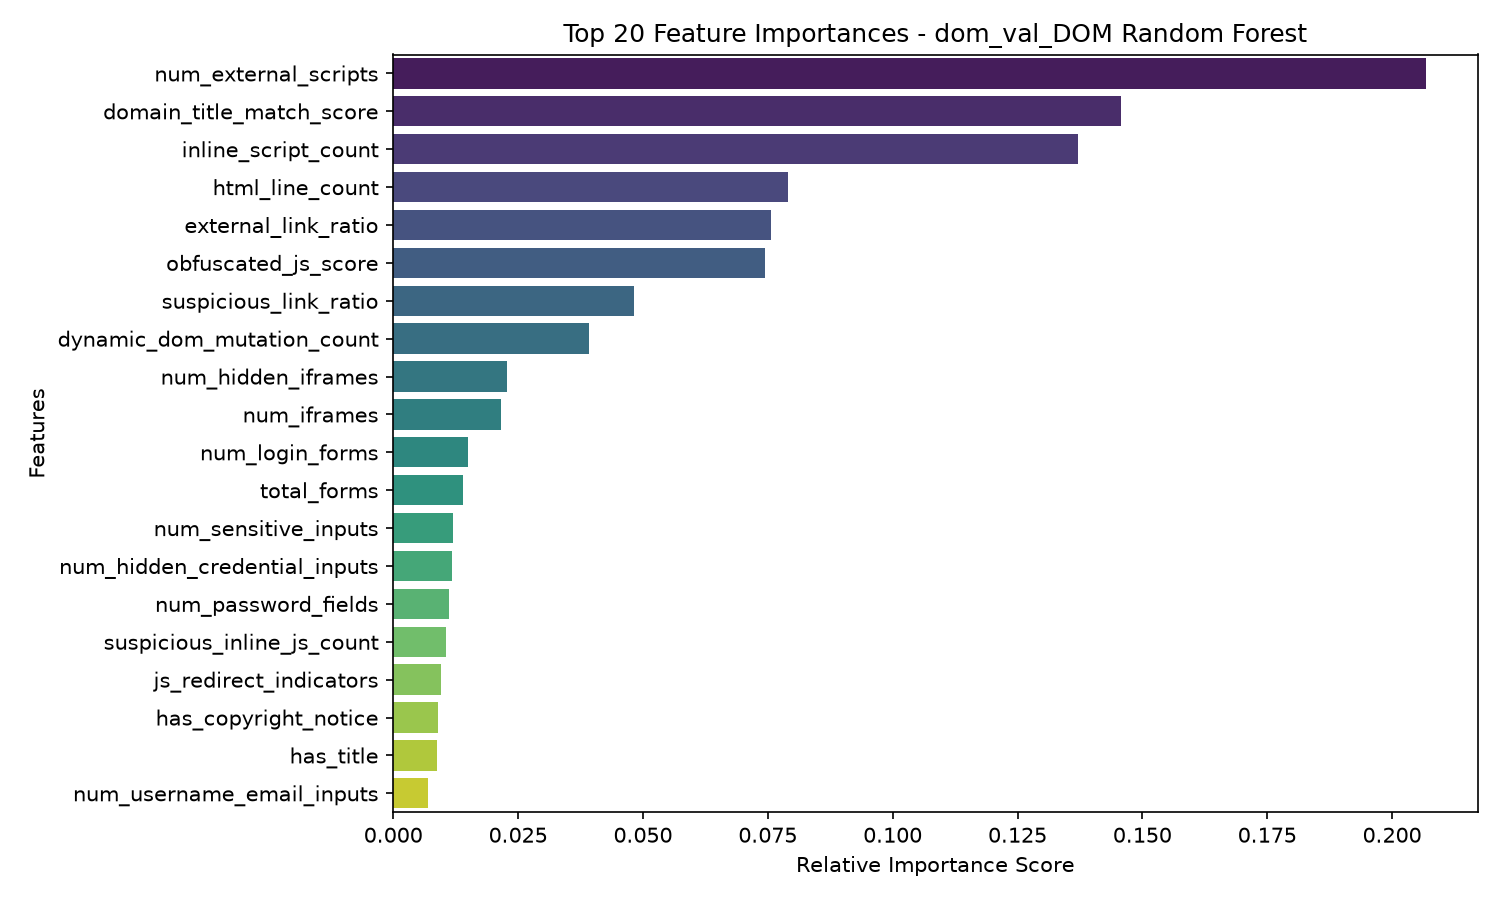 Top 20 Feature Importances - dom_val_DOM Random Forest
num_external_scripts
domain_title_match_score
inline_script_count
html_line_count
external_link_ratio
obfuscated_js_score
suspicious_link_ratio
dynamic_dom_mutation_count
num_hidden_iframes
num_iframes
num_login_forms
total_forms
num_sensitive_inputs
num_hidden_credential_inputs
num_password_fields
suspicious_inline_js_count
js_redirect_indicators
has_copyright_notice
has_title
num_username_email_inputs
Features
0.000 0.025 0.050 0.075 0.100 0.125 0.150 0.175 0.200
Relative Importance Score